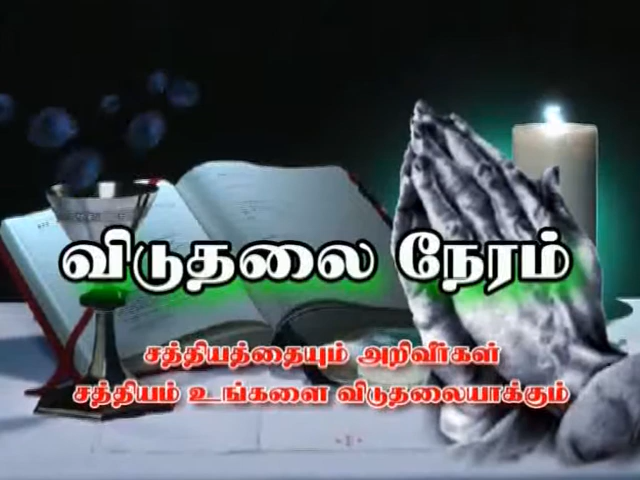 விடுதலை நேரம்
சத்தியத்தையும் அறிவீர்கள்
சத்தியம் உங்களை விடுதலையாக்கும்